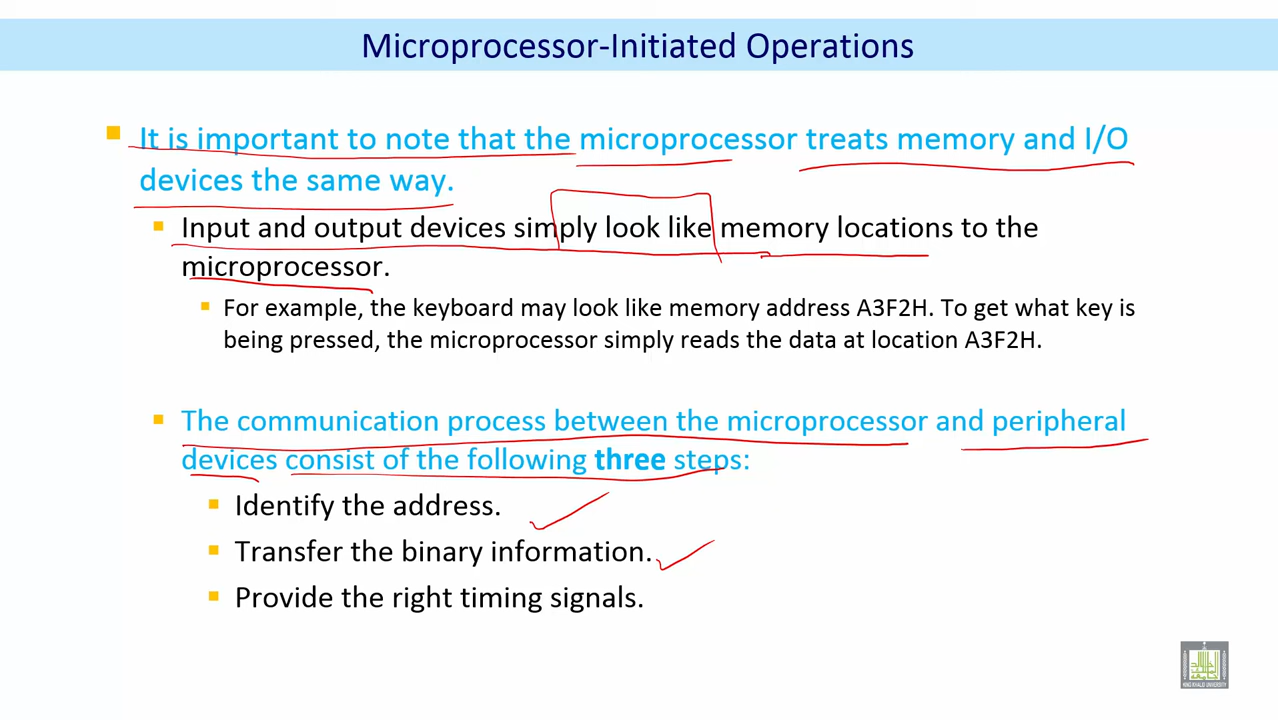 Microprocessor-Initiated Operations
It is important to note that the microprocessor treats memory and I/O
devices the same way.
Input and output devices simply look like memory locations to the
microprocessor.
For example, the keyboard may look like memory address A3F2H. To get what key is
being pressed, the microprocessor simply reads the data at location A3F2H.
The communication process between the microprocessor and peripheral
devices consist of the following three steps:
Identify the address.
Transfer the binary information.
Provide the right timing signals.
KING KHALID UNIVERSITY